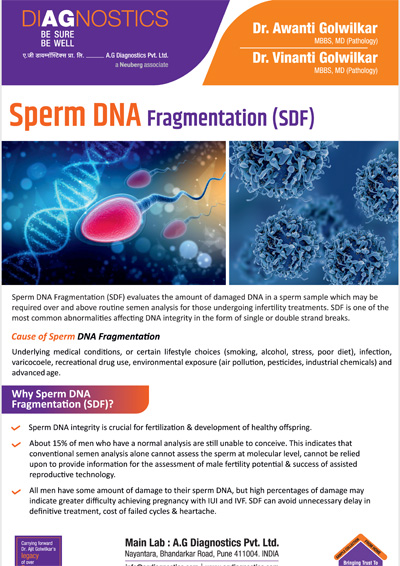 DIAGNOSTICS
BE SURE
BE WELL
ए.जी डायग्नॉस्टिक्स प्रा. लि. A.G Diagnostics Pvt. Ltd.
a Neuberg associate
Dr. Awanti Golwilkar
MBBS, MD (Pathology)
Dr. Vinanti Golwilkar
MBBS, MD (Pathology)
Sperm DNA Fragmentation (SDF)
Sperm DNA Fragmentation (SDF) evaluates the amount of damaged DNA in a sperm sample which may be
required over and above routine semen analysis for those undergoing infertility treatments. SDF is one of the
most common abnormalities affecting DNA integrity in the form of single or double strand breaks.
Cause of Sperm DNA Fragmentation
Underlying medical conditions, or certain lifestyle choices (smoking, alcohol, stress, poor diet), infection,
varicocoele, recreational drug use, environmental exposure (air pollution, pesticides, industrial chemicals) and
advanced age.
Why Sperm DNA
Fragmentation (SDF)?
Sperm DNA integrity is crucial for fertilization & development of healthy offspring.
About 15% of men who have a normal analysis are still unable to conceive. This indicates that
conventional semen analysis alone cannot assess the sperm at molecular level, cannot be relied
upon to provide information for the assessment of male fertility potential & success of assisted
reproductive technology.
All men have some amount of damage to their sperm DNA, but high percentages of damage may
indicate greater difficulty achieving pregnancy with IUI and IVF. SDF can avoid unnecessary delay in
definitive treatment, cost of failed cycles & heartache.
Carrying forward
Dr. Ajit Golwilkar's
legacy
of over
Main Lab : A.G Diagnostics Pvt. Ltd.
Nayantara, Bhandarkar Road, Pune 411004. INDIA
Bringing Trust To